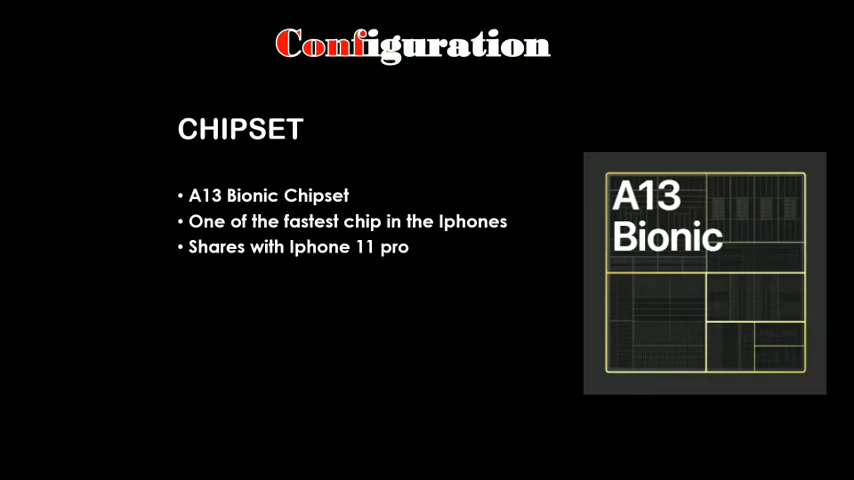 Configuration
CHIPSET
• A13 Bionic Chipset
• One of the fastest chip in the Iphones
• Shares with Iphone 11 pro
A13
Bionic